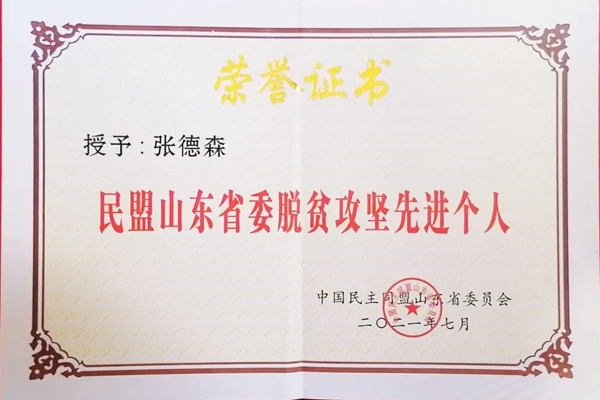 荣誉证书
授予:张德森
民盟山东省委脱贫攻坚先进个人
中国民主同盟山东省委员会
二〇二一年七月